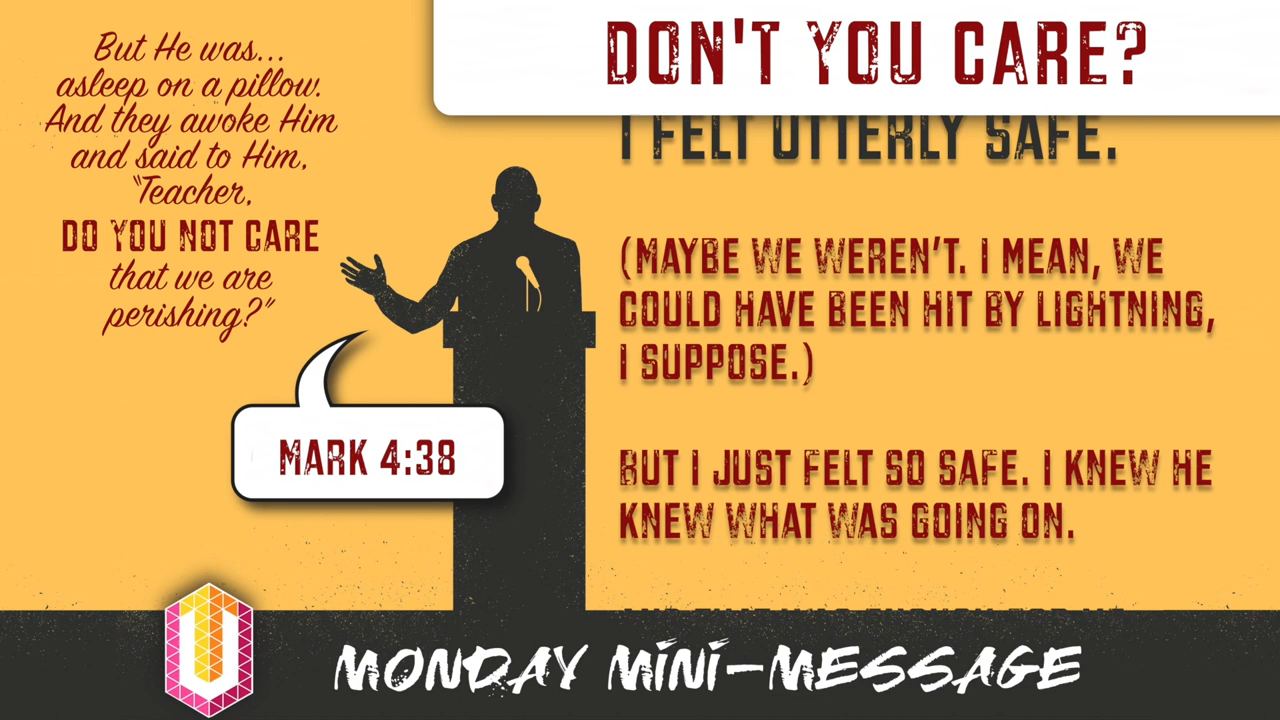 But He was...
asleep on a pillow.
And they awoke Him
and said to Him,
"Teacher,
DO YOU NOT CARE
that we are
perishing?"
MARK 4:38
DON'T YOU CARE?
I FELT UTTERLY SAFE.
(MAYBE WE WEREN'T. I MEAN, WE
COULD HAVE BEEN HIT BY LIGHTNING,
I SUPPOSE.)
BUT I JUST FELT SO SAFE. I KNEW HE
KNEW WHAT WAS GOING ON.
U
MONDAY MINI-MESSAGE